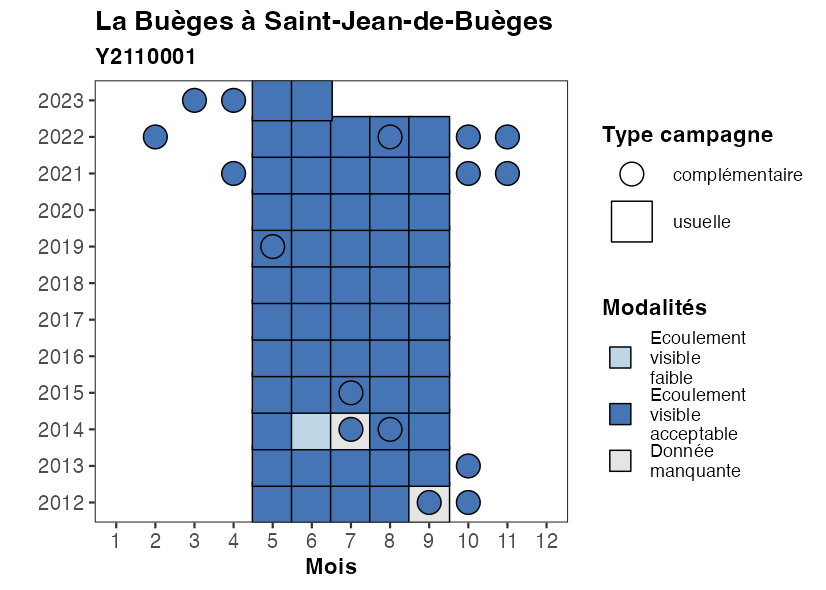 La Buèges à Saint-Jean-de-Buèges
Y2110001
2023
2022
2021
2020
2019
2018
2017
2016
2015
2014
2013
2012
1 2 3 4 5 6 7 8 9 10 11 12
Mois
Type campagne
complémentaire
usuelle
Modalités
Ecoulement
visible
faible
Ecoulement
visible
acceptable
Donnée
manquante